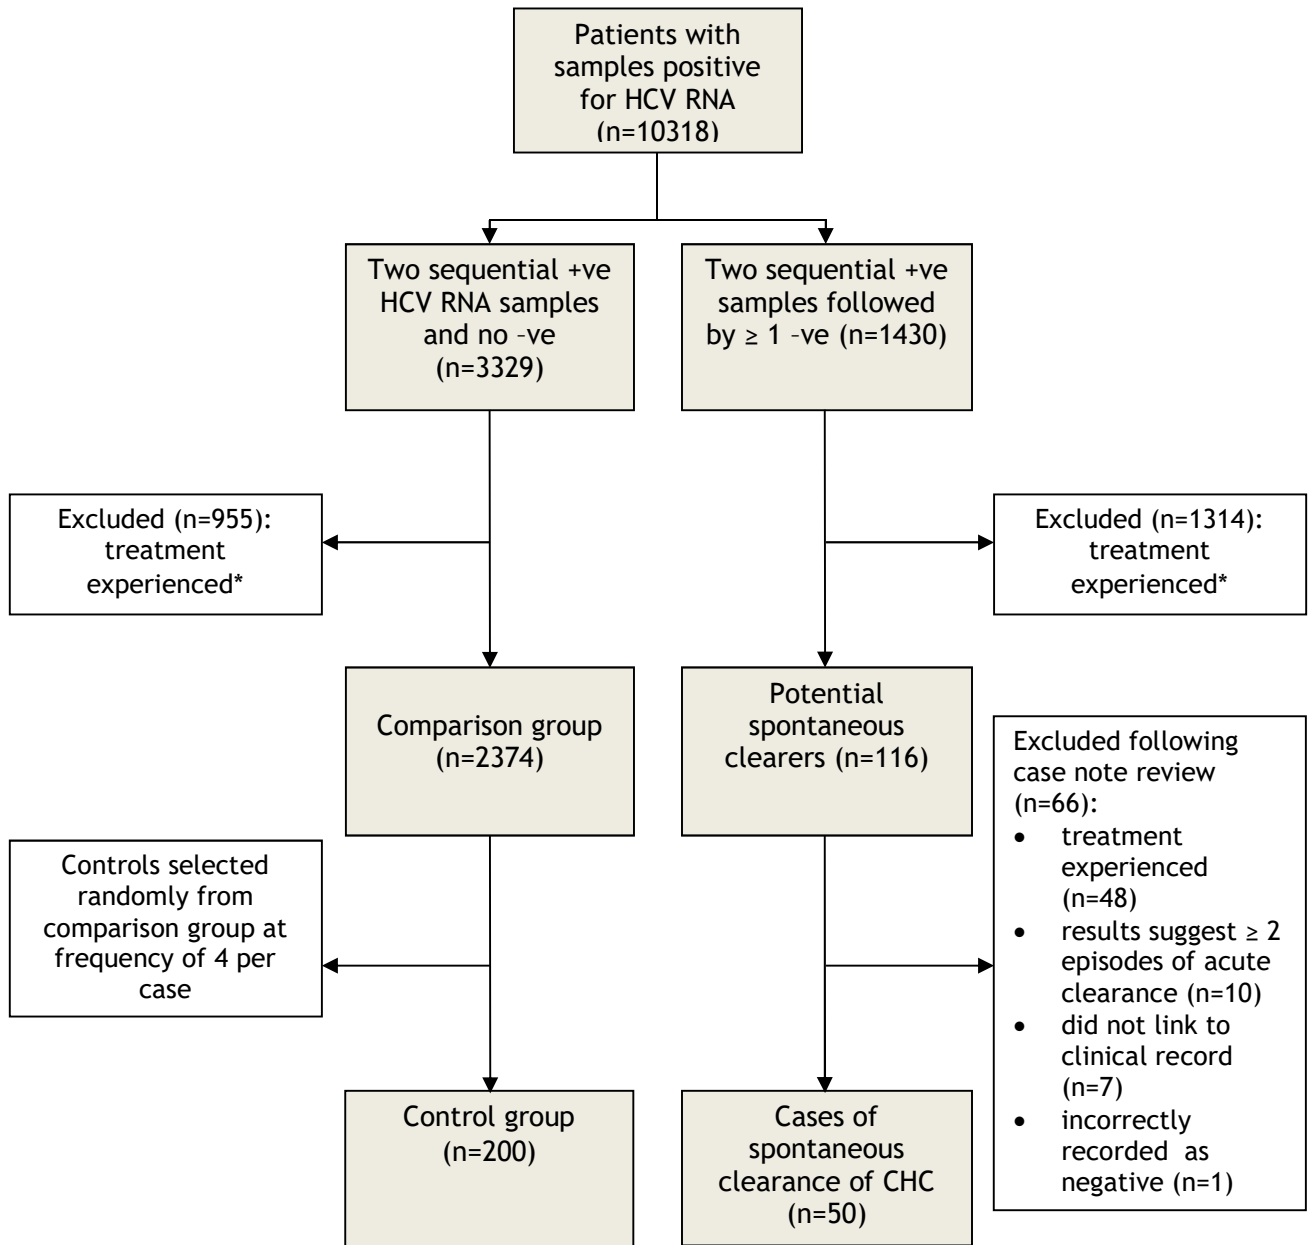 Patients with
samples positive
for HCV RNA
(n=10318)
Two sequential +ve
HCV RNA samples
and no –ve
(n=3329)
Two sequential +ve
samples followed
by ≥ 1 –ve (n=1430)
Excluded (n=955):
treatment
experienced*
Excluded (n=1314):
treatment
experienced*
Comparison group
(n=2374)
Potential
spontaneous
clearers (n=116)
Excluded following
case note review
(n=66):
• treatment
experienced
(n=48)
• results suggest ≥ 2
episodes of acute
clearance (n=10)
• did not link to
clinical record
(n=7)
• incorrectly
recorded as
negative (n=1)
Controls selected
randomly from
comparison group at
frequency of 4 per
case
Control group
(n=200)
Cases of
spontaneous
clearance of CHC
(n=50)